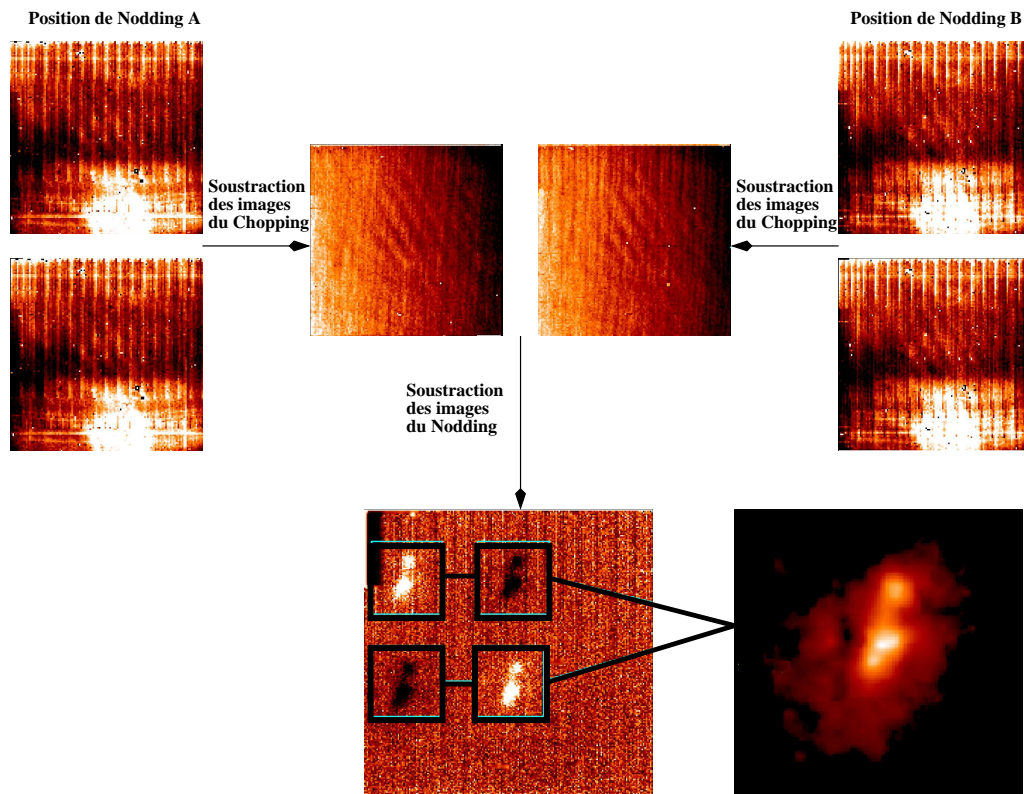 Position de Nodding A
Position de Nodding B
Soustraction
des images
du Chopping
Soustraction
des images
du Chopping
Soustraction
des images
du Nodding